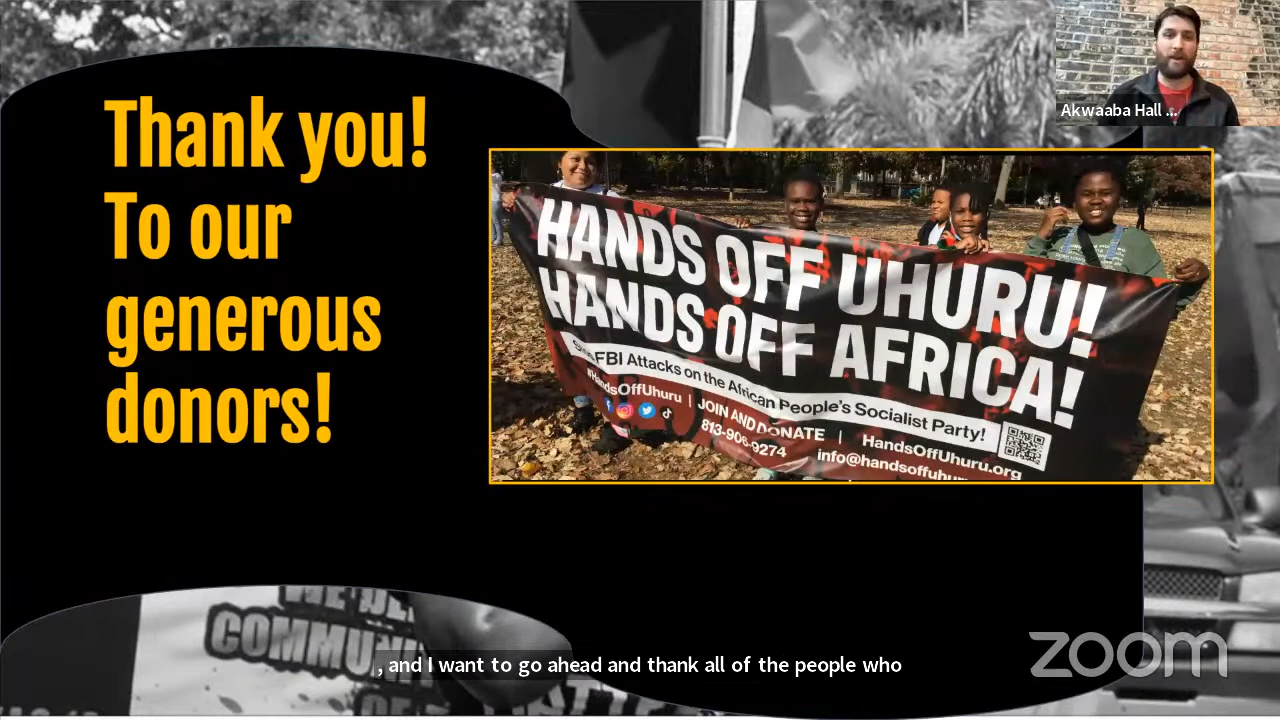 Thank you!
To our
generous
donors!
Akwaaba Hall ...
HANDS OFF UHURU!
HANDS OFF AFRICA!
FBI Attacks on the African People's Socialist Party!
#HandsOffUhuru | JOIN AND DONATE | HandsOffUhuru.org
813-906-9274 info@handsoffuhuru
COMMUNI
, and I want to go ahead and thank all of the people who
zoom